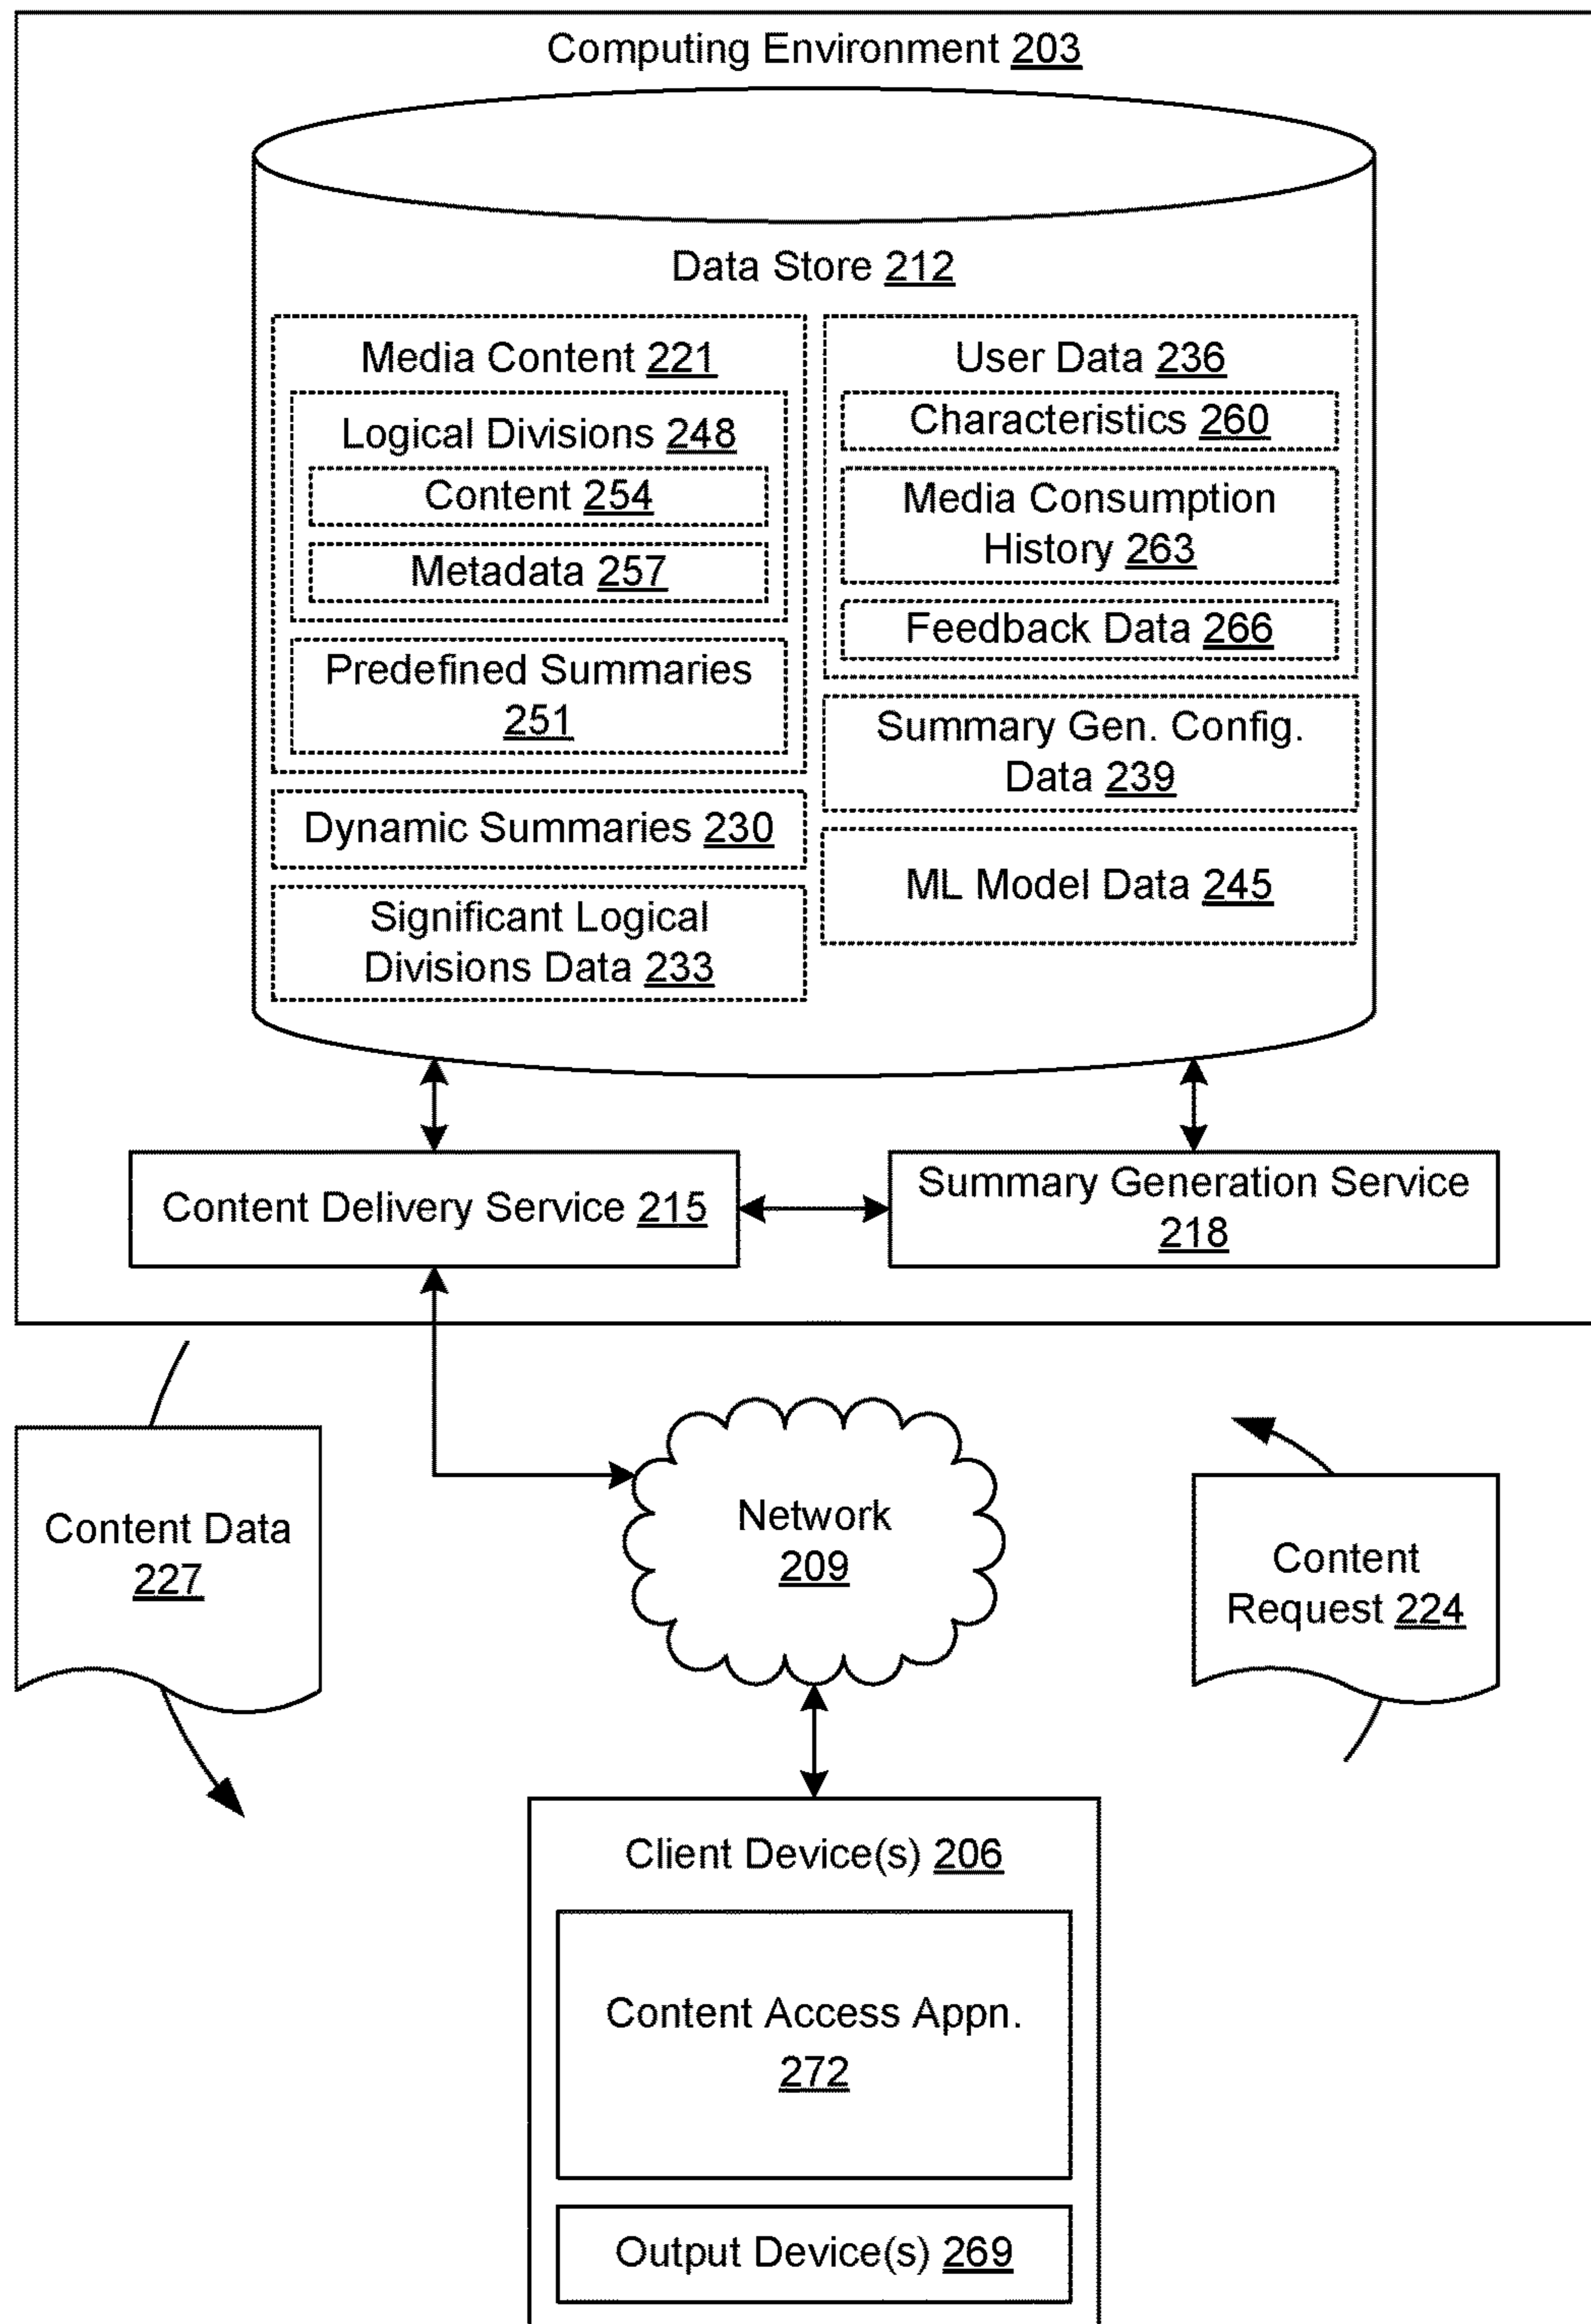 Computing Environment 203
Data Store 212
Media Content 221
Logical Divisions 248
Content 254
Metadata 257
Predefined Summaries
251
Dynamic Summaries 230
Significant Logical
Divisions Data 233
User Data 236
Characteristics 260
Media Consumption
History 263
Feedback Data 266
Summary Gen. Config.
Data 239
ML Model Data 245
Content Delivery Service 215
Summary Generation Service
218
Content Data
227
Network
209
Content
Request 224
Client Device(s) 206
Content Access Appn.
272
Output Device(s) 269